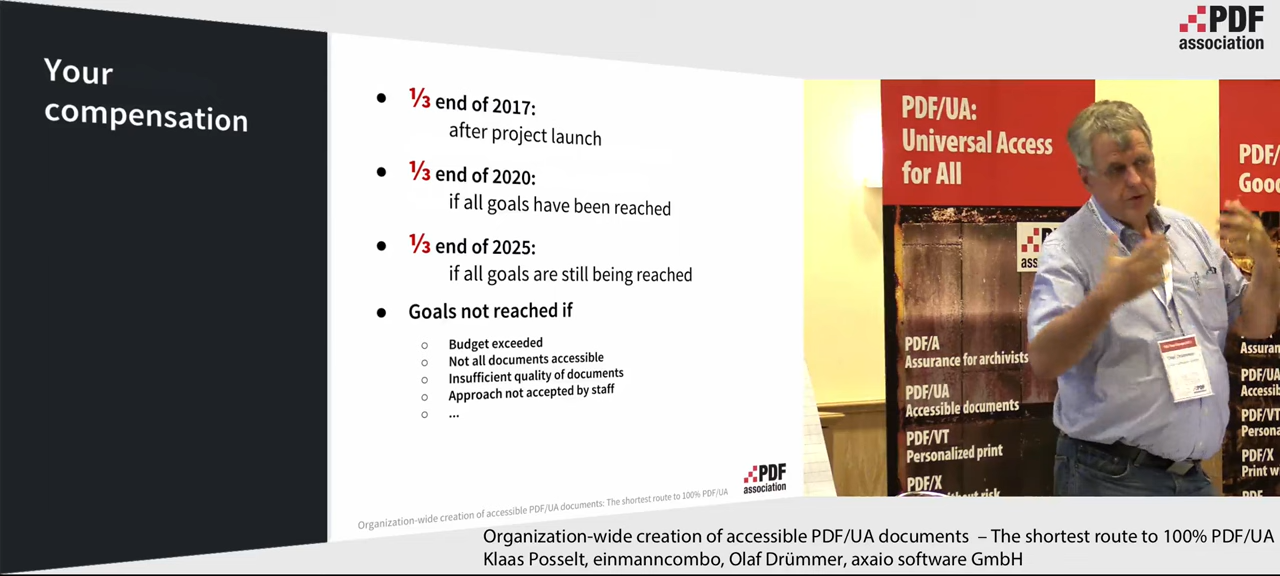 Your
compensation
● ⅓ end of 2017:
after project launch
● ⅓ end of 2020:
if all goals have been reached
● ⅓ end of 2025:
if all goals are still being reached
● Goals not reached if
○ Budget exceeded
○ Not all documents accessible
○ Insufficient quality of documents
○ Approach not accepted by staff
○ ...
PDF
association
Organization-wide creation of accessible PDF/UA documents: The shortest route to 100% PDF/UA
PDF
association
PDF/UA:
Universal Access
for All
ass
PDF/A
Assurance for archivists
PDF/UA
Accessible documents
PDF/VT
Personalized print
PDF/X
hout risk
PDF/
Good
Assuran
PDF/UA
Accessib
PDF/VT
Persona
PDF/X
Print w
Organization-wide creation of accessible PDF/UA documents – The shortest route to 100% PDF/UA
Klaas Posselt, einmanncombo, Olaf Drümmer, axaio software GmbH